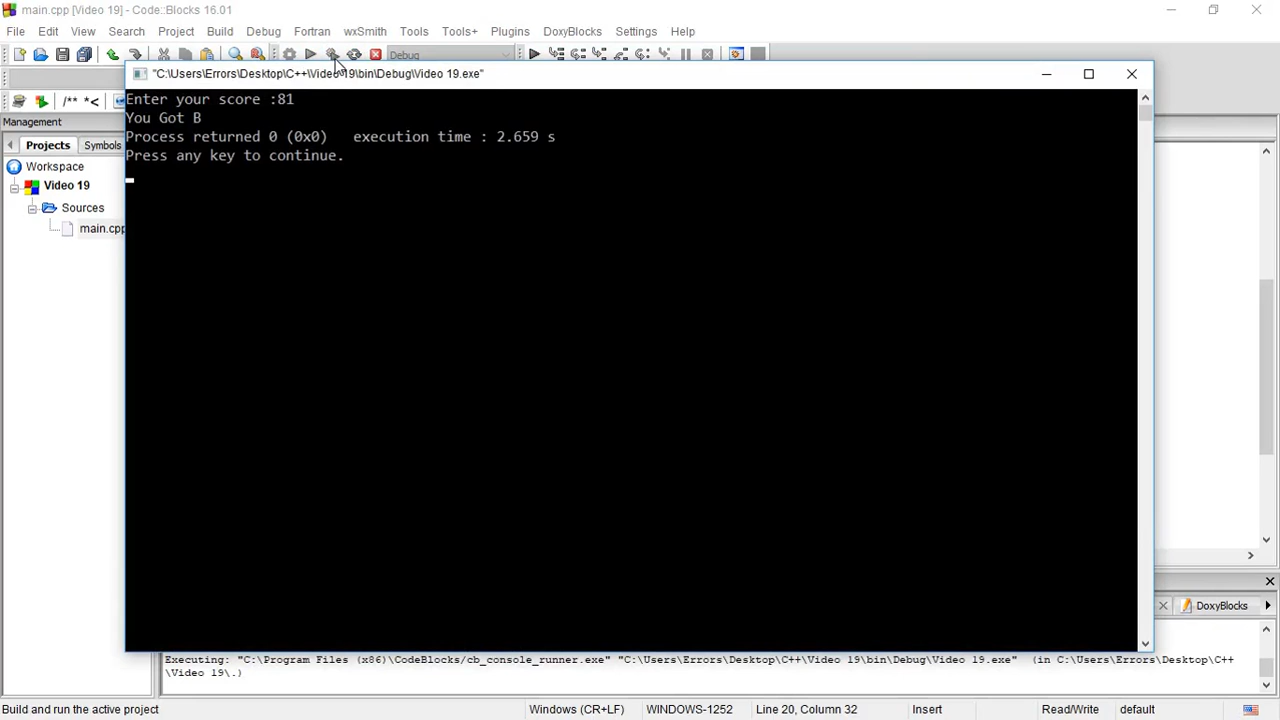 main.cpp [Video 19] - Code::Blocks 16.01
File Edit View Search Project Build Debug Fortran wxSmith Tools Tools+ Plugins DoxyBlocks Settings Help
Debug
"C:\Users\Errors\Desktop\C++\Video 19\bin\Debug\Video 19.exe"
/** *<
Enter your score :81
You Got B
Process returned 0 (0x0)   execution time : 2.659 s
Press any key to continue.
Management
Projects Symbols
Workspace
Video 19
Sources
main.cpp
DoxyBlocks
Executing: "C:\Program Files (x86)\CodeBlocks/cb_console_runner.exe" "C:\Users\Errors\Desktop\C++\Video 19\bin\Debug\Video 19.exe"  (in C:\Users\Errors\Desktop\C++
\Video 19\.)
Build and run the active project Windows (CR+LF) WINDOWS-1252 Line 20, Column 32 Insert Read/Write default